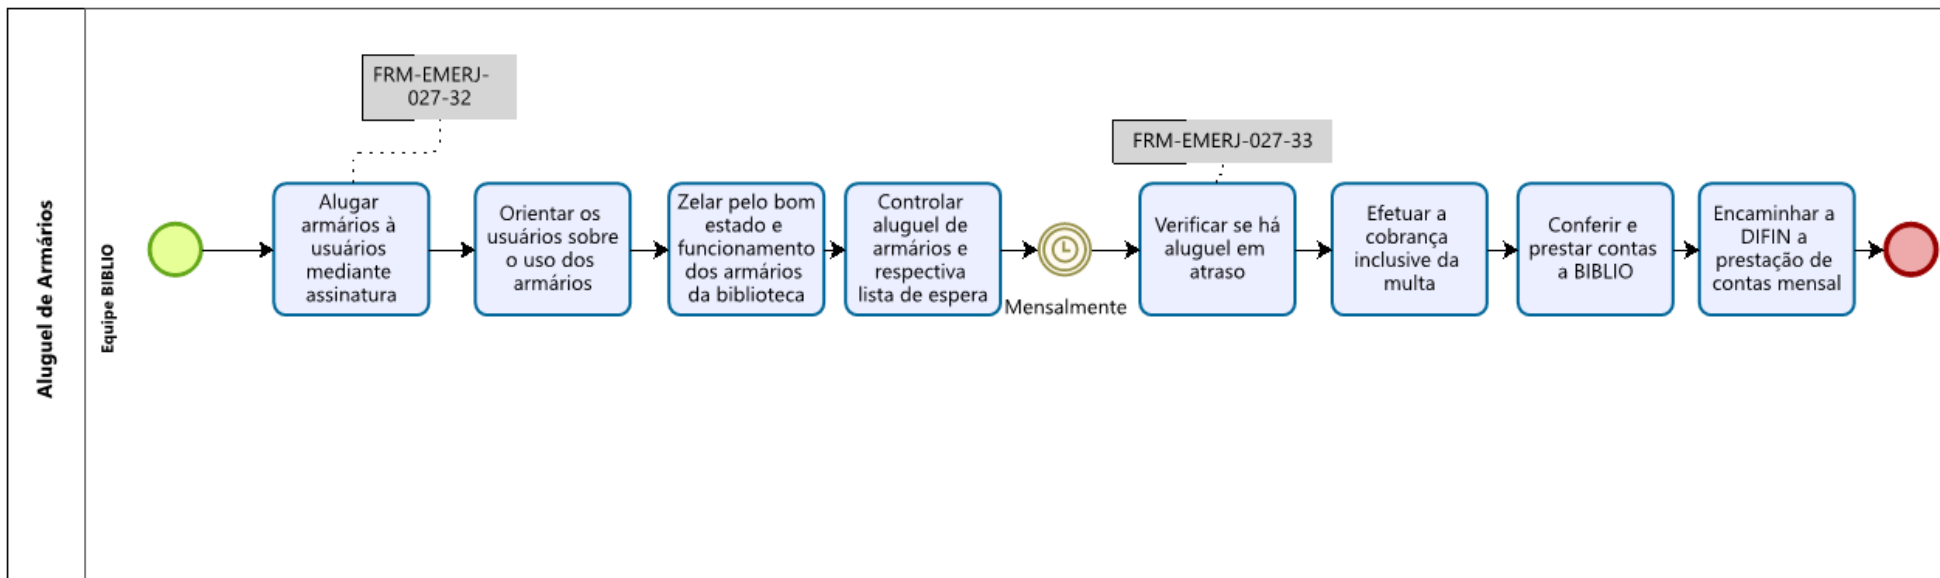 Aluguel de Armários
Equipe BIBLIO
FRM-EMERJ-
027-32
Alugar
armários à
usuários
mediante
assinatura
Orientar os
usuários sobre
o uso dos
armários
Zelar pelo bom
estado e
funcionamento
dos armários
da biblioteca
Controlar
aluguel de
armários e
respectiva
lista de espera
Mensalmente
FRM-EMERJ-027-33
Verificar se há
aluguel em
atraso
Efetuar a
cobrança
inclusive da
multa
Conferir e
prestar contas
a BIBLIO
Encaminhar a
DIFIN a
prestação de
contas mensal